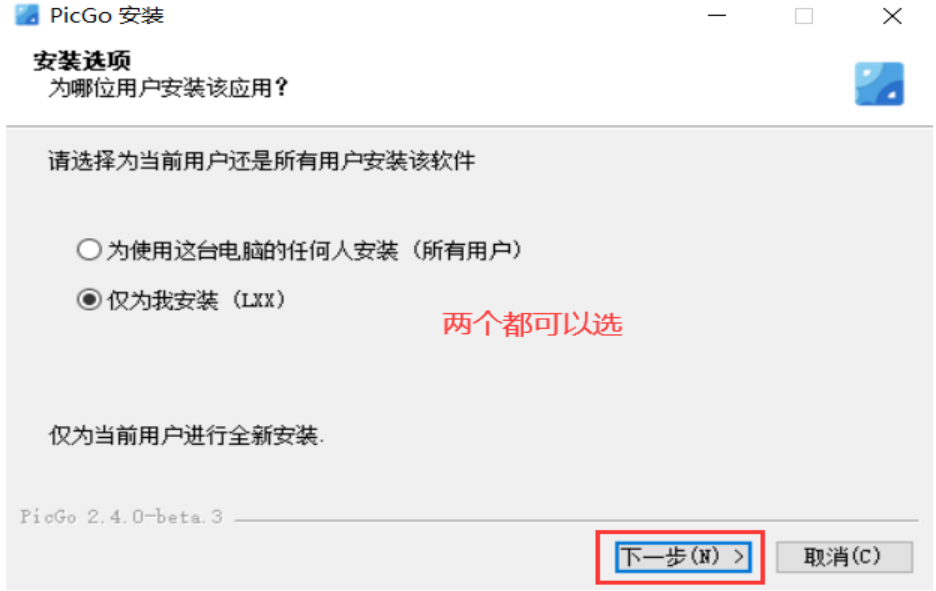 PicGo 安装
安装选项
为哪位用户安装该应用?
请选择为当前用户还是所有用户安装该软件
为使用这台电脑的任何人安装 (所有用户)
仅为我安装 (LXX)
两个都可以选
仅为当前用户进行全新安装.
PicGo 2.4.0-beta.3
下一步(N) >
取消(C)